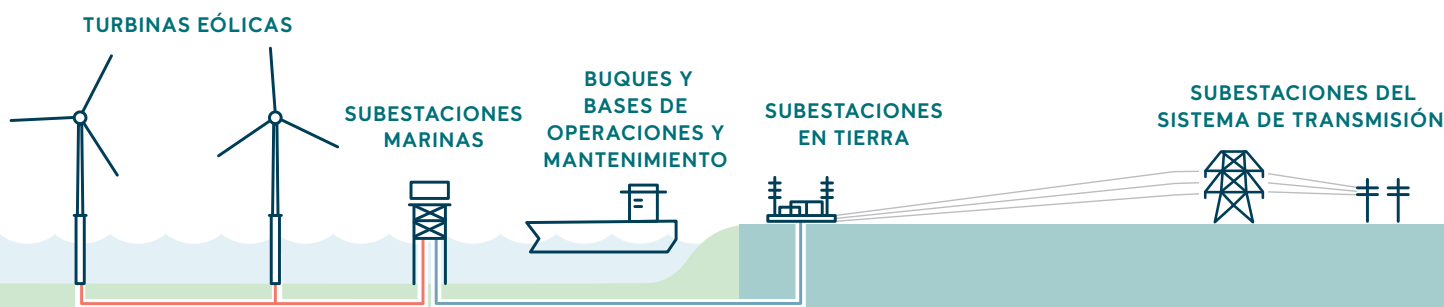 TURBINAS EÓLICAS
SUBESTACIONES
MARINAS
BUQUES Y
BASES DE
OPERACIONES Y
MANTENIMIENTO
SUBESTACIONES
EN TIERRA
SUBESTACIONES DEL
SISTEMA DE TRANSMISIÓN